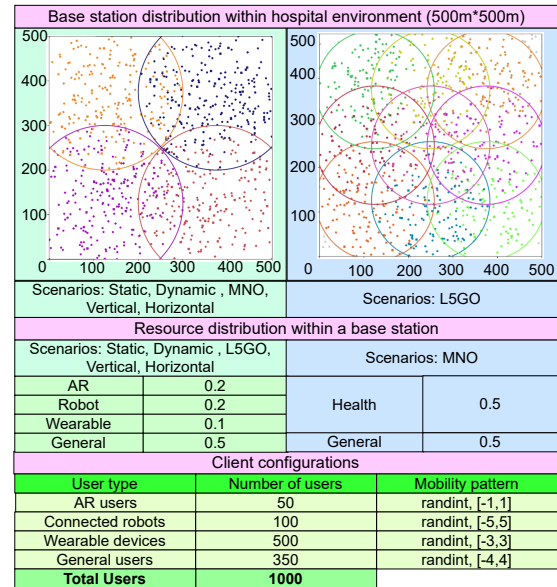 Base station distribution within hospital environment (500m*500m)
500
400
300
200
100
0 100 200 300 400 500
500
400
300
200
100
0 100 200 300 400 500
Scenarios: Static, Dynamic , MNO,
Vertical, Horizontal
Scenarios: L5GO
Resource distribution within a base station
Scenarios: Static, Dynamic , L5GO,
Vertical, Horizontal
Scenarios: MNO
AR 0.2
Robot 0.2
Wearable 0.1
General 0.5
Health 0.5
General 0.5
Client configurations
User type Number of users Mobility pattern
AR users 50 randint, [-1,1]
Connected robots 100 randint, [-5,5]
Wearable devices 500 randint, [-3,3]
General users 350 randint, [-4,4]
Total Users 1000